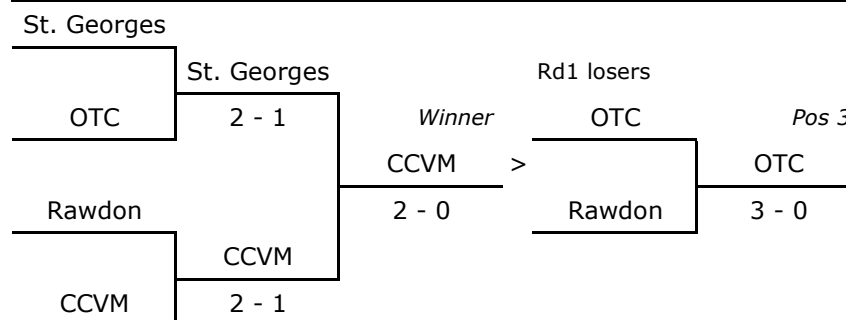 St. Georges
St. Georges Rd1 losers
OTC 2 - 1 Winner OTC Pos 3
CCVM > OTC
Rawdon 2 - 0 Rawdon 3 - 0
CCVM
CCVM 2 - 1